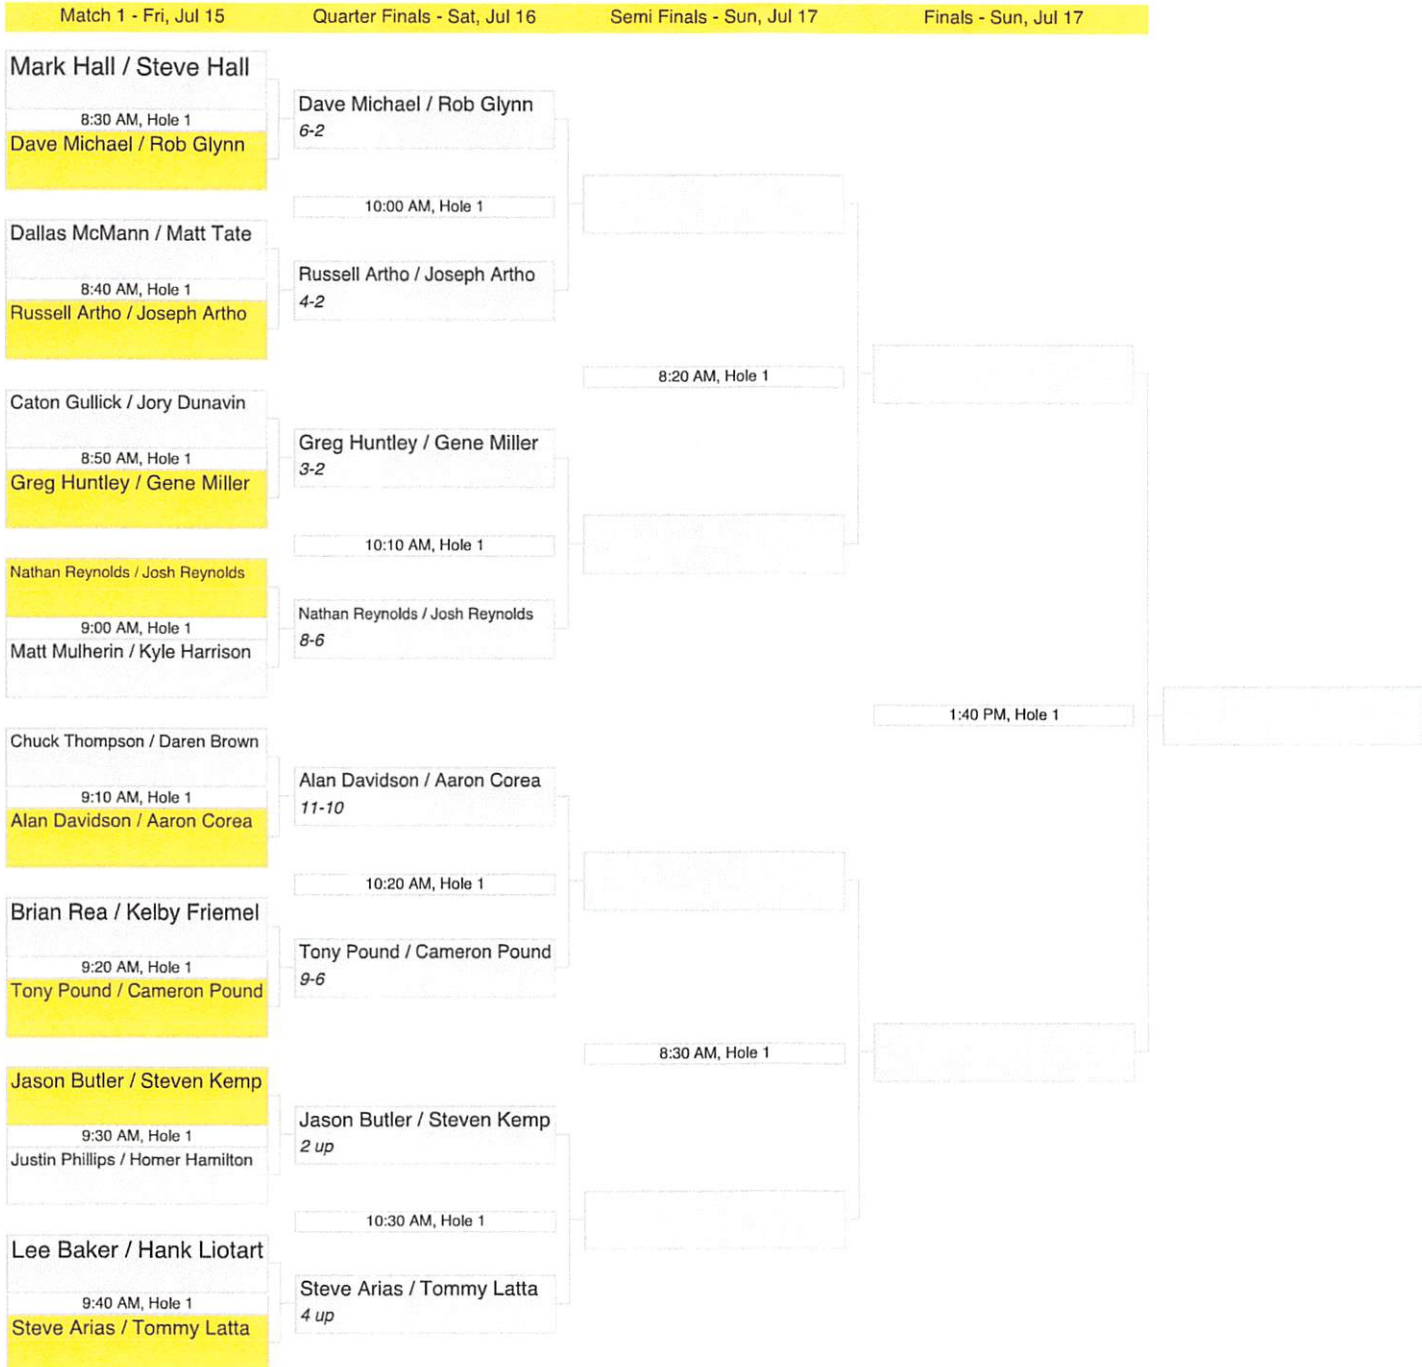 Match 1 - Fri, Jul 15
Quarter Finals - Sat, Jul 16
Semi Finals - Sun, Jul 17
Finals - Sun, Jul 17
Mark Hall / Steve Hall
8:30 AM, Hole 1
Dave Michael / Rob Glynn
Dallas McMann / Matt Tate
8:40 AM, Hole 1
Russell Artho / Joseph Artho
Caton Gullick / Jory Dunavin
8:50 AM, Hole 1
Greg Huntley / Gene Miller
Nathan Reynolds / Josh Reynolds
9:00 AM, Hole 1
Matt Mulherin / Kyle Harrison
Chuck Thompson / Daren Brown
9:10 AM, Hole 1
Alan Davidson / Aaron Corea
Brian Rea / Kelby Friemel
9:20 AM, Hole 1
Tony Pound / Cameron Pound
Jason Butler / Steven Kemp
9:30 AM, Hole 1
Justin Phillips / Homer Hamilton
Lee Baker / Hank Liotart
9:40 AM, Hole 1
Steve Arias / Tommy Latta
Dave Michael / Rob Glynn
6-2
10:00 AM, Hole 1
Russell Artho / Joseph Artho
4-2
Greg Huntley / Gene Miller
3-2
10:10 AM, Hole 1
Nathan Reynolds / Josh Reynolds
8-6
Alan Davidson / Aaron Corea
11-10
10:20 AM, Hole 1
Tony Pound / Cameron Pound
9-6
Jason Butler / Steven Kemp
2 up
10:30 AM, Hole 1
Steve Arias / Tommy Latta
4 up
8:20 AM, Hole 1
8:30 AM, Hole 1
1:40 PM, Hole 1